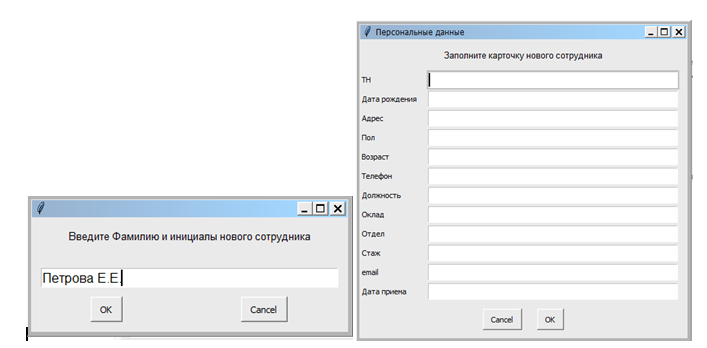 Введите Фамилию и инициалы нового сотрудника
Петрова Е.Е.
OK
Cancel
Персональные данные
Заполните карточку нового сотрудника
ТН
Дата рождения
Адрес
Пол
Возраст
Телефон
Должность
Оклад
Отдел
Стаж
email
Дата приема
Cancel
OK